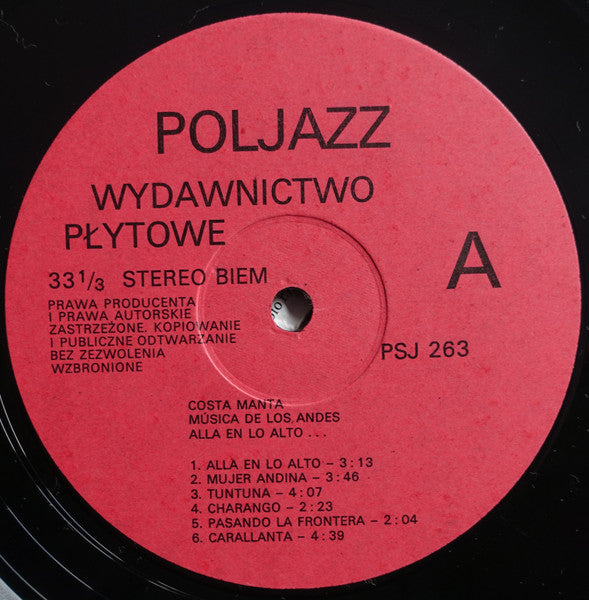 POLJAZZ
WYDAWNICTWO
PŁYTOWE
A
33 1/3 STEREO BIEM
PRAWA PRODUCENTA
I PRAWA AUTORSKIE
ZASTRZEŻONE. KOPIOWANIE
I PUBLICZNE ODTWARZANIE
BEZ ZEZWOLENIA
WZBRONIONE
PSJ 263
COSTA MANTA
MÚSICA DE LOS ANDES
ALLA EN LO ALTO . . .
1. ALLA EN LO ALTO – 3 : 13
2. MUJER ANDINA – 3 : 46
3. TUNTUNA – 4 : 07
4. CHARANGO – 2 : 23
5. PASANDO LA FRONTERA – 2 : 04
6. CARALLANTA – 4 : 39